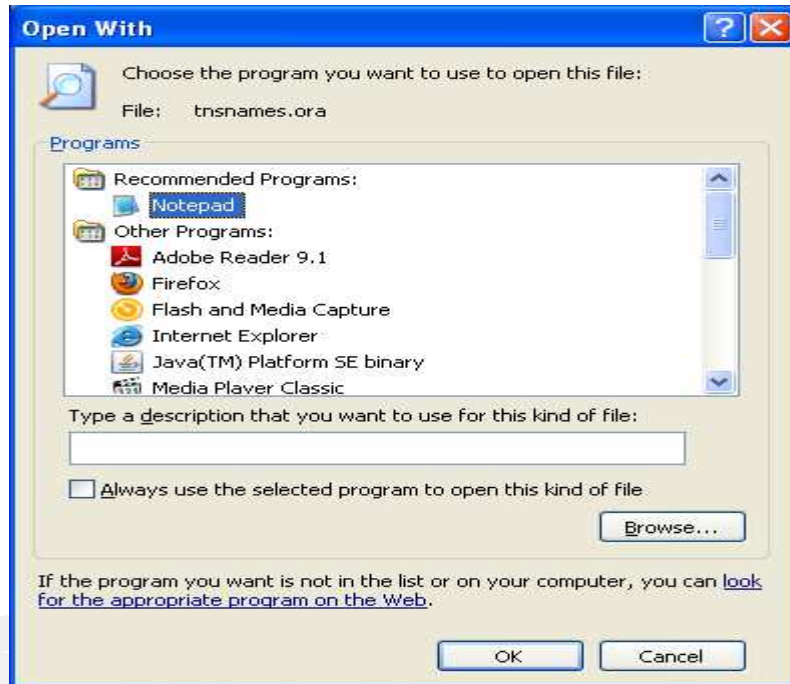 Open With
Choose the program you want to use to open this file:
File: tnsnames.ora
Programs
Recommended Programs:
Notepad
Other Programs:
Adobe Reader 9.1
Firefox
Flash and Media Capture
Internet Explorer
Java(TM) Platform SE binary
Media Player Classic
Type a description that you want to use for this kind of file:
Always use the selected program to open this kind of file
Browse...
If the program you want is not in the list or on your computer, you can look
for the appropriate program on the Web.
OK Cancel